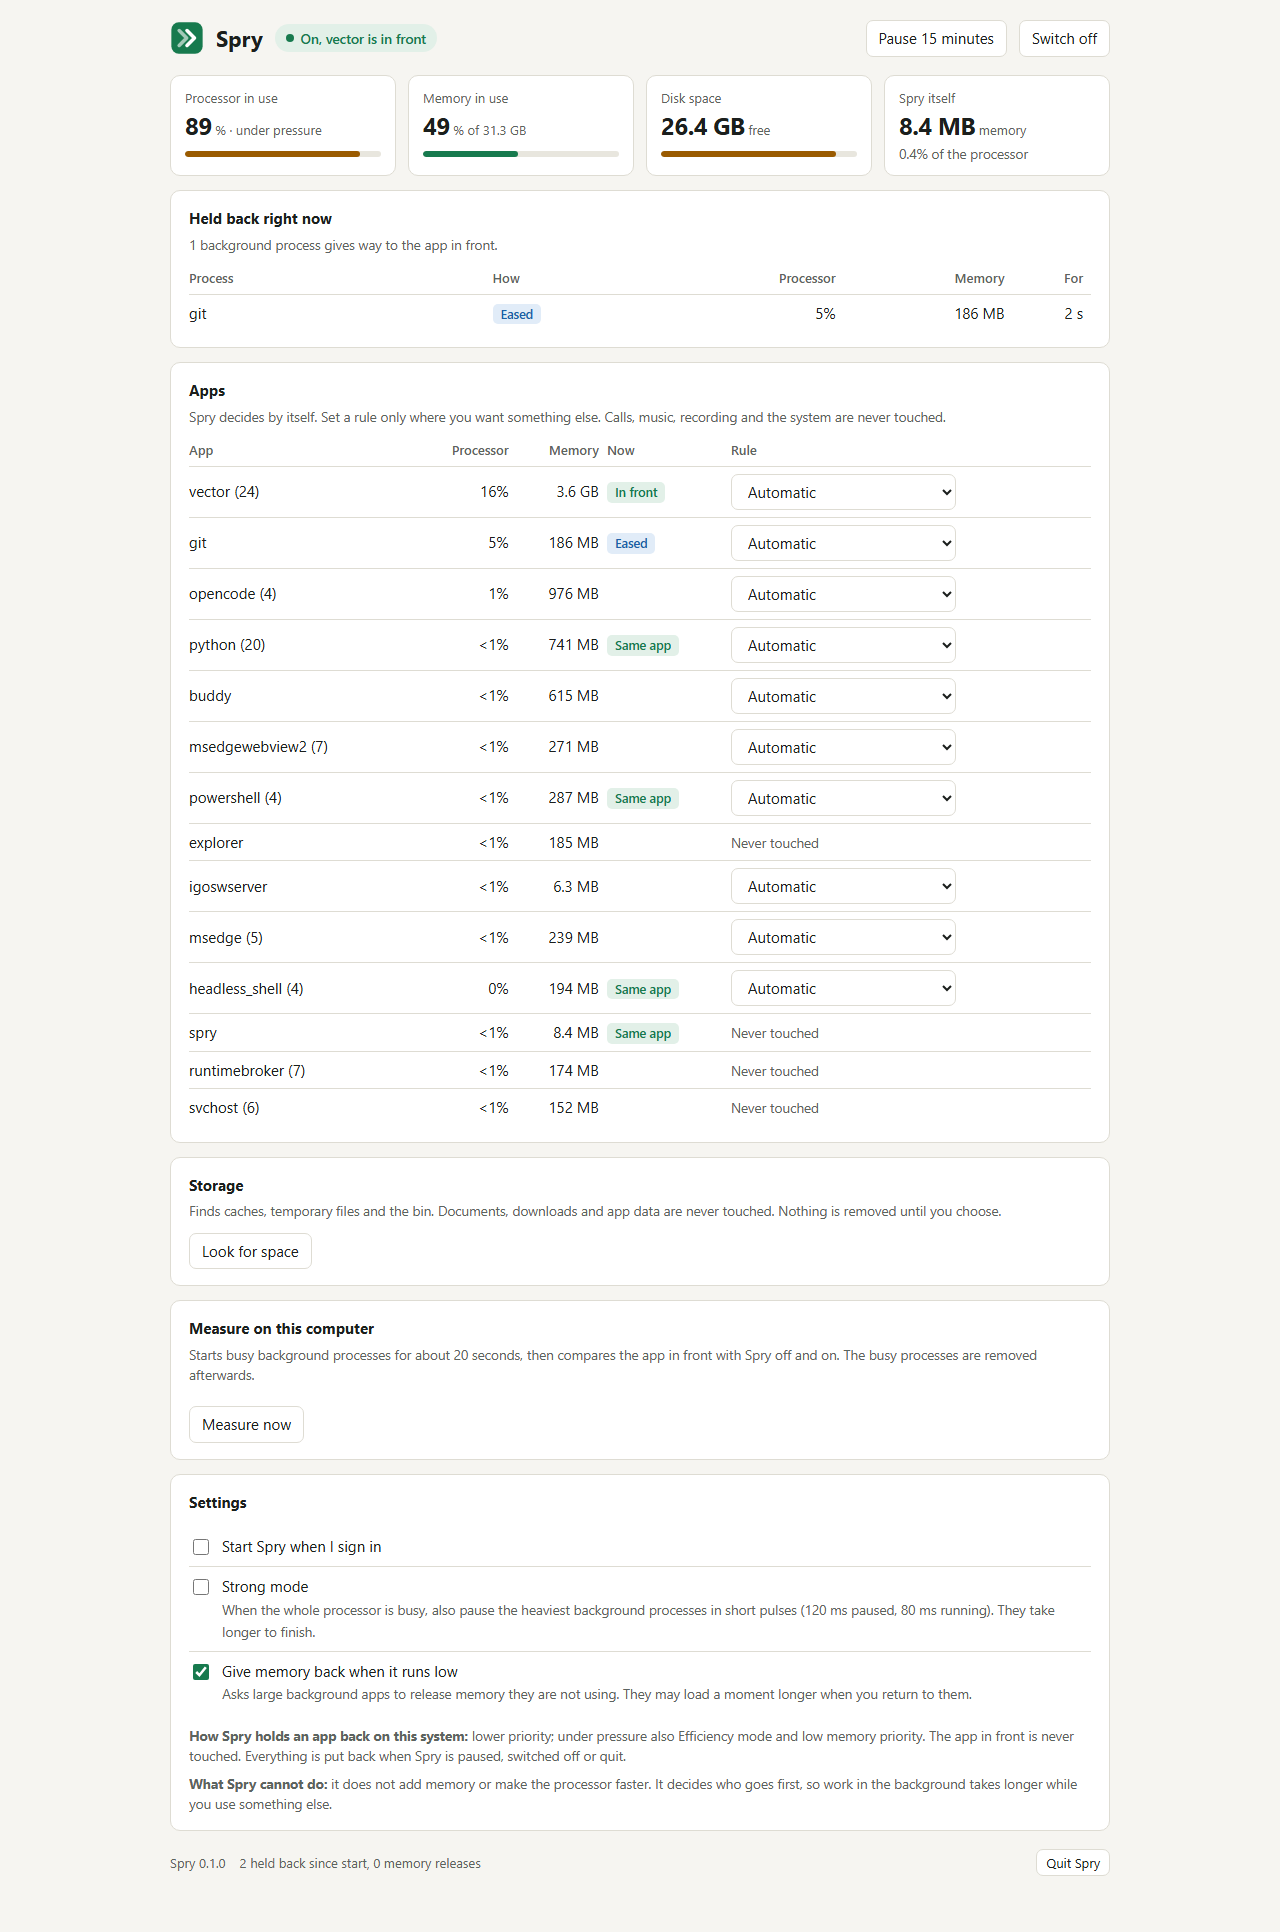 Spry
On, vector is in front
Pause 15 minutes
Switch off
Processor in use
89 % · under pressure
Memory in use
49 % of 31.3 GB
Disk space
26.4 GB free
Spry itself
8.4 MB memory
0.4% of the processor
Held back right now
1 background process gives way to the app in front.
Process How Processor Memory For
git Eased 5% 186 MB 2 s
Apps
Spry decides by itself. Set a rule only where you want something else. Calls, music, recording and the system are never touched.
App Processor Memory Now Rule
vector (24) 16% 3.6 GB In front Automatic
git 5% 186 MB Eased Automatic
opencode (4) 1% 976 MB Automatic
python (20) <1% 741 MB Same app Automatic
buddy <1% 615 MB Automatic
msedgewebview2 (7) <1% 271 MB Automatic
powershell (4) <1% 287 MB Same app Automatic
explorer <1% 185 MB Never touched
igoswserver <1% 6.3 MB Automatic
msedge (5) <1% 239 MB Automatic
headless_shell (4) 0% 194 MB Same app Automatic
spry <1% 8.4 MB Same app Never touched
runtimebroker (7) <1% 174 MB Never touched
svchost (6) <1% 152 MB Never touched
Storage
Finds caches, temporary files and the bin. Documents, downloads and app data are never touched. Nothing is removed until you choose.
Look for space
Measure on this computer
Starts busy background processes for about 20 seconds, then compares the app in front with Spry off and on. The busy processes are removed
afterwards.
Measure now
Settings
Start Spry when I sign in
Strong mode
When the whole processor is busy, also pause the heaviest background processes in short pulses (120 ms paused, 80 ms running). They take
longer to finish.
Give memory back when it runs low
Asks large background apps to release memory they are not using. They may load a moment longer when you return to them.
How Spry holds an app back on this system: lower priority; under pressure also Efficiency mode and low memory priority. The app in front is never
touched. Everything is put back when Spry is paused, switched off or quit.
What Spry cannot do: it does not add memory or make the processor faster. It decides who goes first, so work in the background takes longer while
you use something else.
Spry 0.1.0 2 held back since start, 0 memory releases
Quit Spry